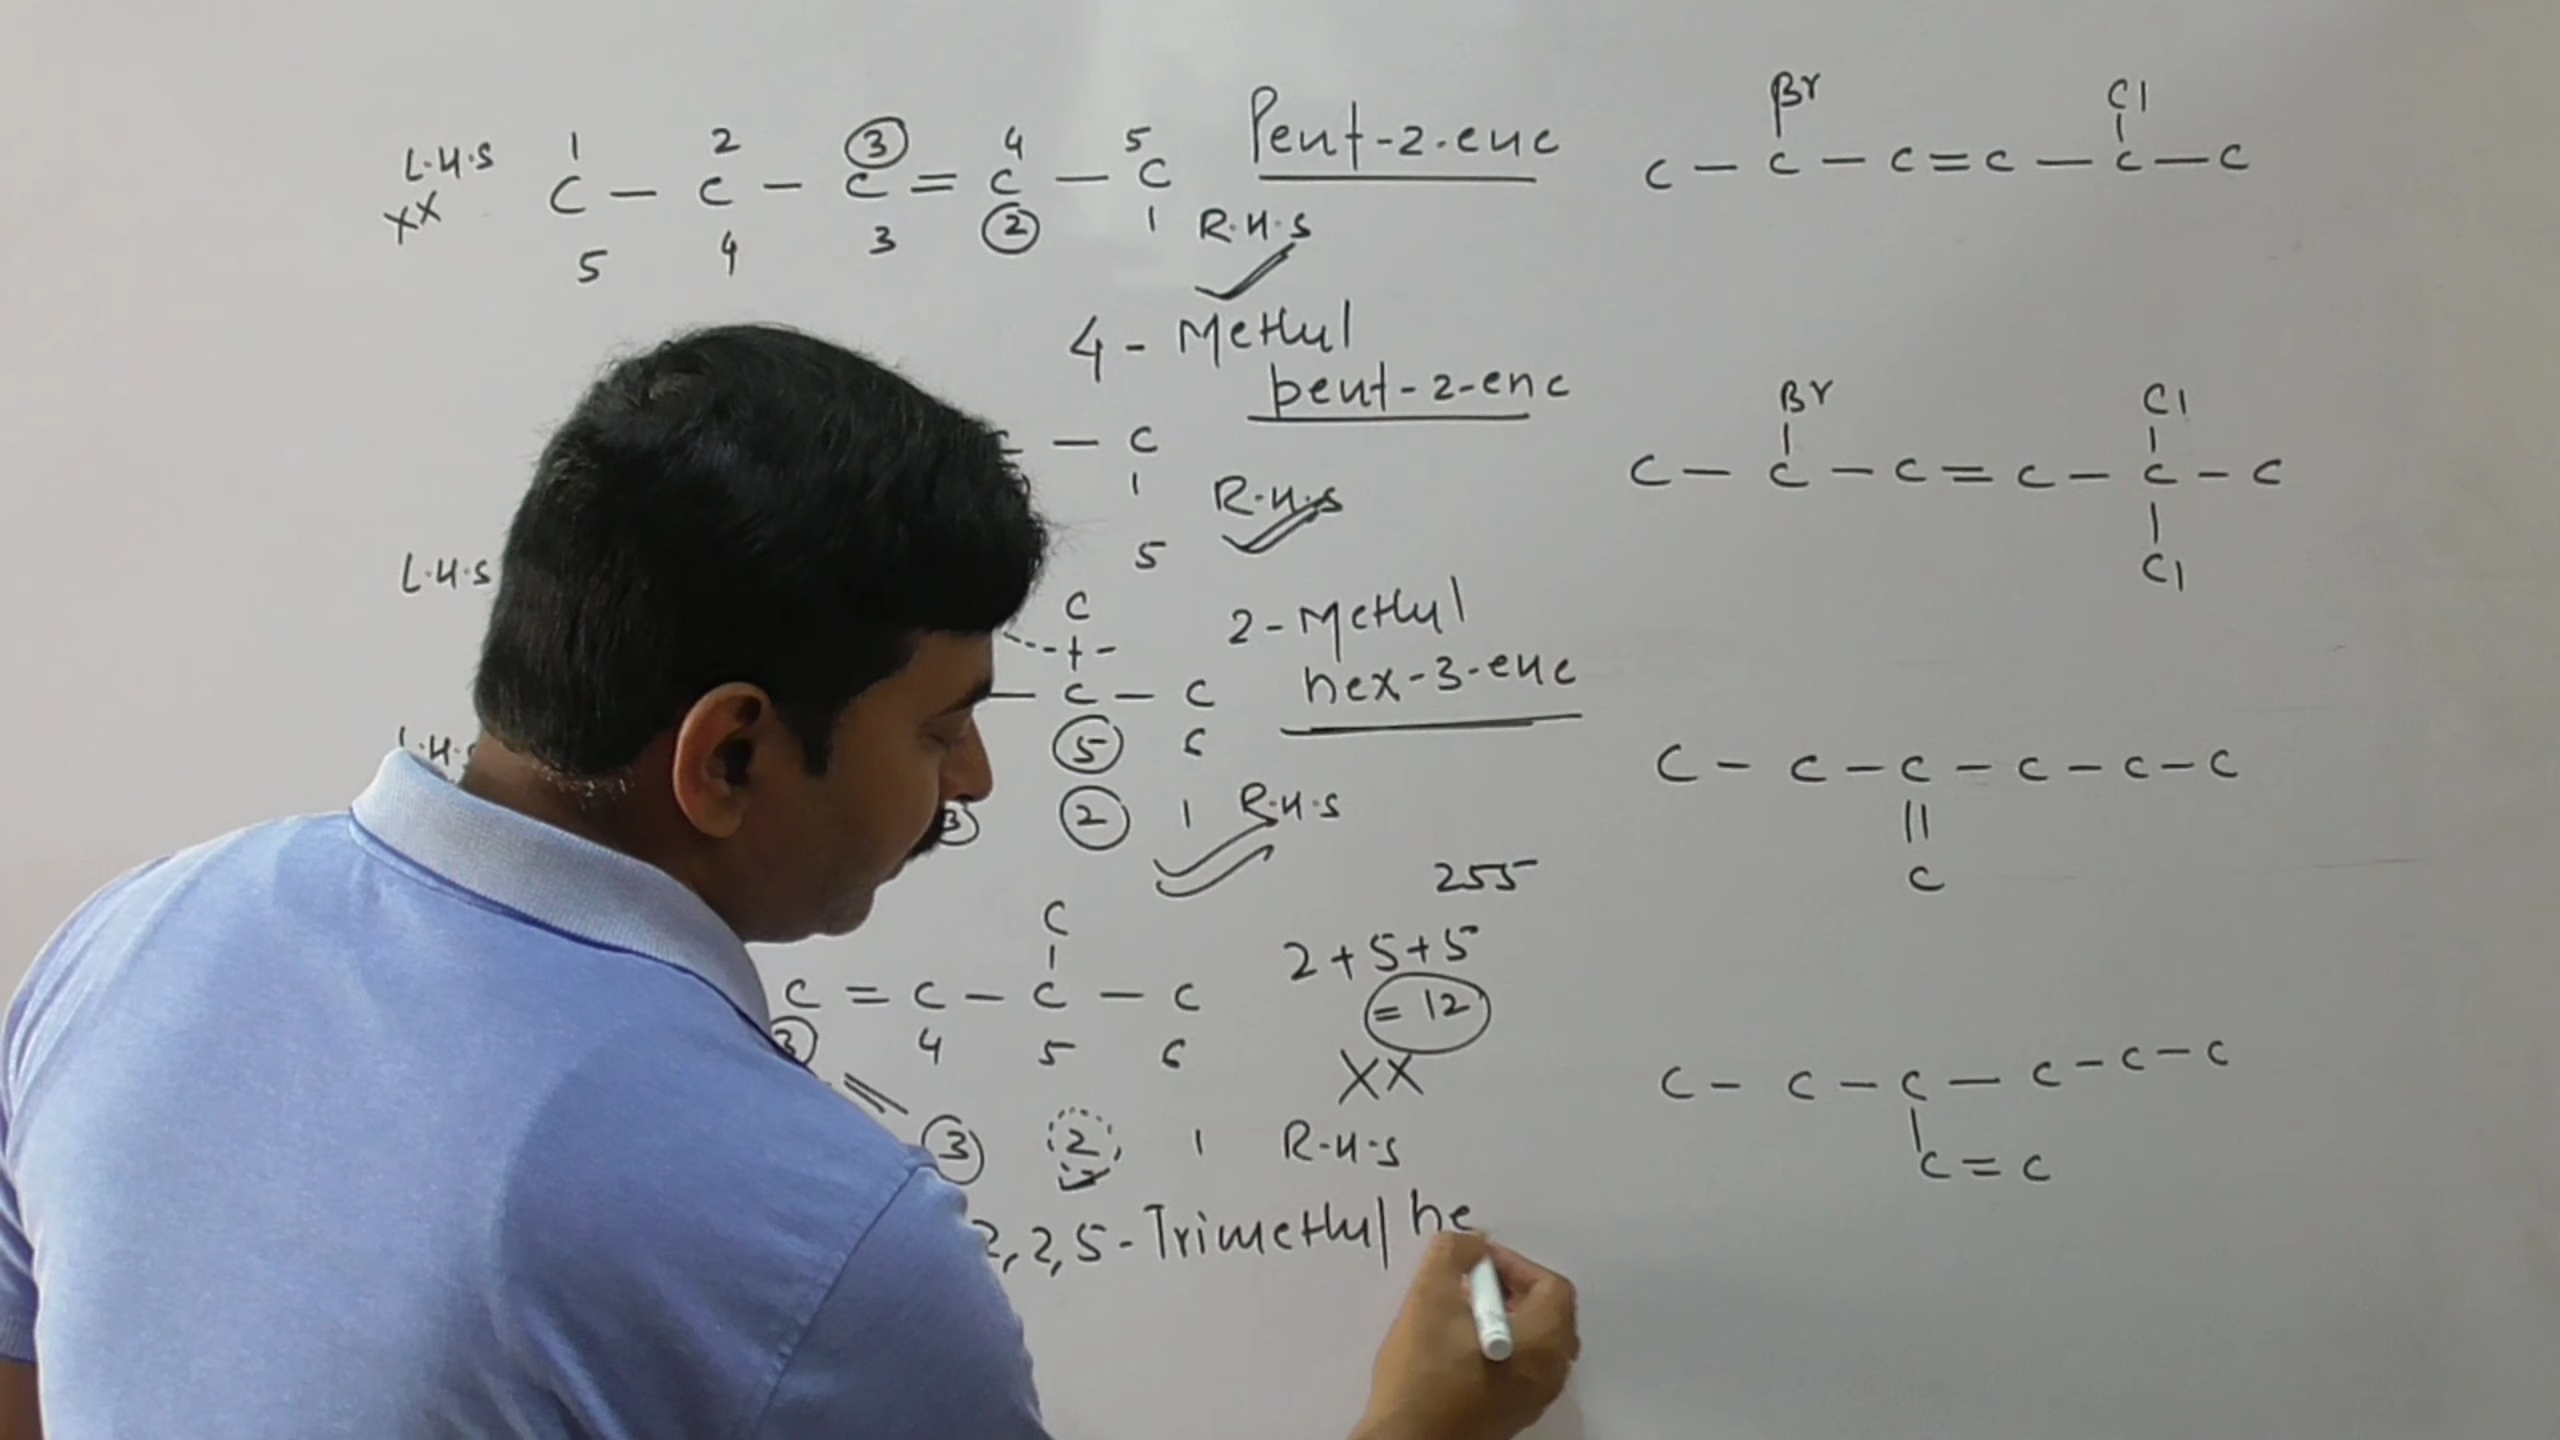 L.H.S 1 2 3 4 5
XX C - C - C = C - C
5 4 3 2 1 R.H.S
Pent-2-ene
4-Methyl
pent-2-ene
- C
1 R.H.S
5
L.H.S
C
- C - C
5 6
2 1 R.H.S
3
2-Methyl
hex-3-ene
255
C
C = C - C - C
3 4 5 6
2+5+5
= 12
XX
3 2 1 R.H.S
2,2,5-Trimethyl he
Br Cl
C - C - C = C - C - C
Br Cl
C - C - C = C - C - C
Cl
C - C - C - C - C - C
C
C - C - C - C - C - C
C = C